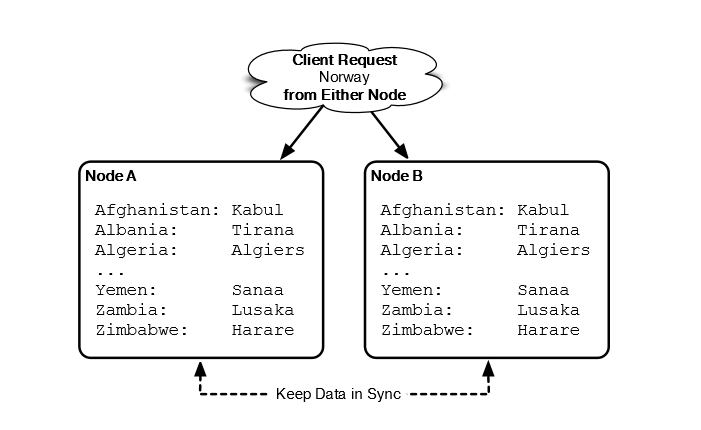 Client Request
Norway
from Either Node
Node A
Afghanistan: Kabul
Albania: Tirana
Algeria: Algiers
...
Yemen: Sanaa
Zambia: Lusaka
Zimbabwe: Harare
Node B
Afghanistan: Kabul
Albania: Tirana
Algeria: Algiers
...
Yemen: Sanaa
Zambia: Lusaka
Zimbabwe: Harare
Keep Data in Sync